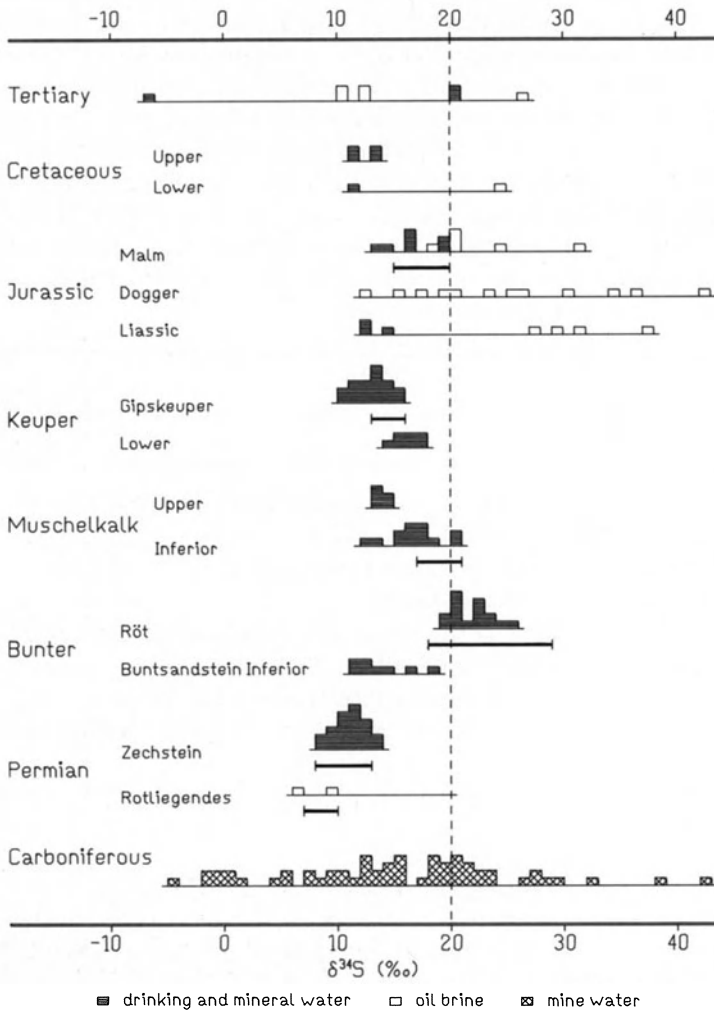 -10 0 10 20 30 40
Tertiary
Upper
Cretaceous
Lower
Malm
Jurassic Dogger
Liassic
Gipskeuper
Keuper
Lower
Upper
Muschelkalk
Inferior
Röt
Bunter
Buntsandstein Inferior
Zechstein
Permian
Rotliegendes
Carboniferous
-10 0 10 20 30 40
δ³⁴S (‰)
drinking and mineral water oil brine mine water